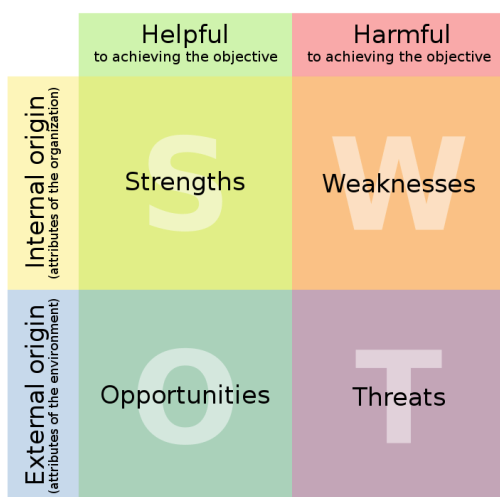 Helpful
to achieving the objective
Harmful
to achieving the objective
Internal origin
(attributes of the organization)
S
Strengths
W
Weaknesses
External origin
(attributes of the environment)
O
Opportunities
T
Threats